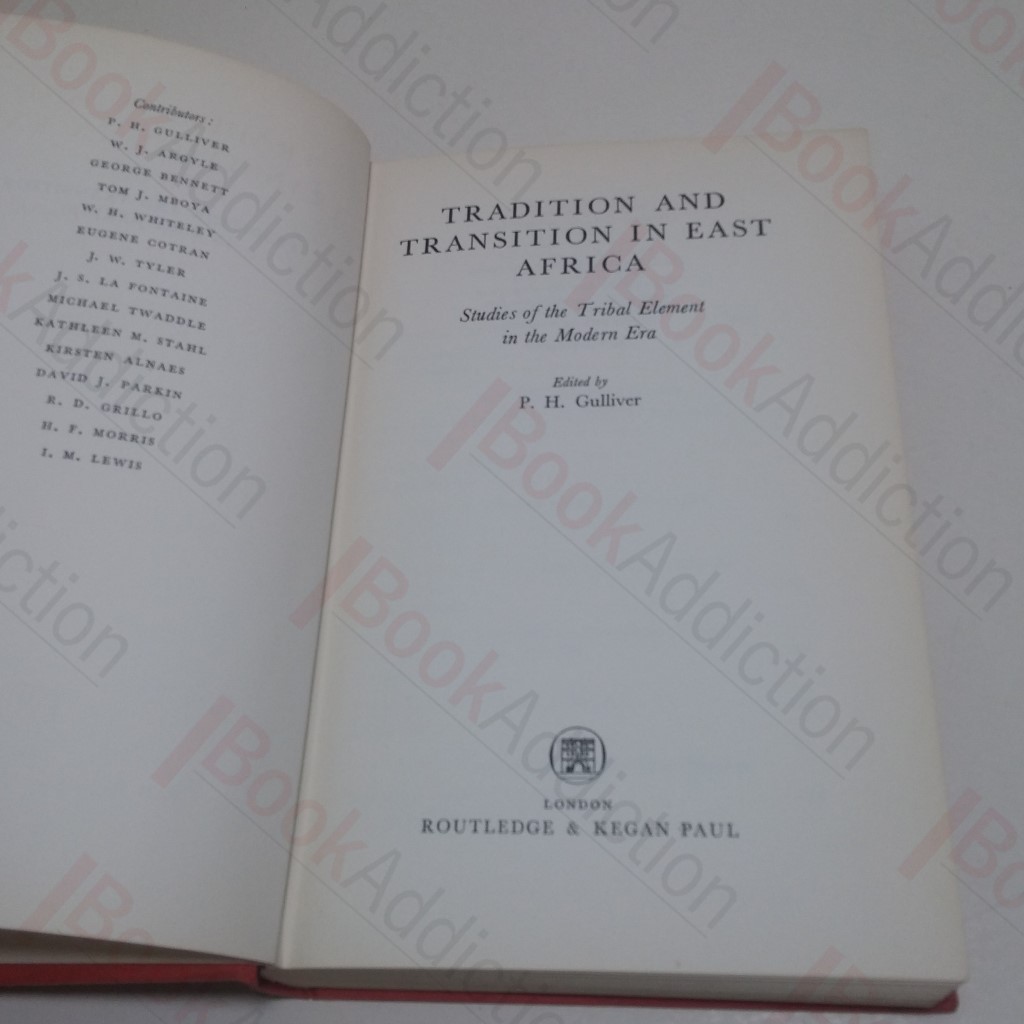 Contributors:
P. H. GULLIVER
W. J. ARGYLE
GEORGE BENNETT
TOM J. MBOYA
W. H. WHITELEY
EUGENE COTRAN
J. W. TYLER
J. S. LA FONTAINE
MICHAEL TWADDLE
KATHLEEN M. STAHL
KIRSTEN ALNAES
DAVID J. PARKIN
R. D. GRILLO
H. F. MORRIS
I. M. LEWIS
TRADITION AND
TRANSITION IN EAST
AFRICA
Studies of the Tribal Element
in the Modern Era
Edited by
P. H. Gulliver
LONDON
ROUTLEDGE & KEGAN PAUL
BookAddiction